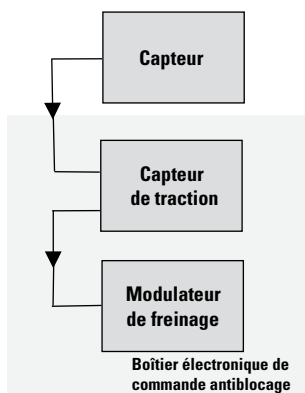 Capteur
Capteur
de traction
Modulateur
de freinage
Boîtier électronique de
commande antiblocage